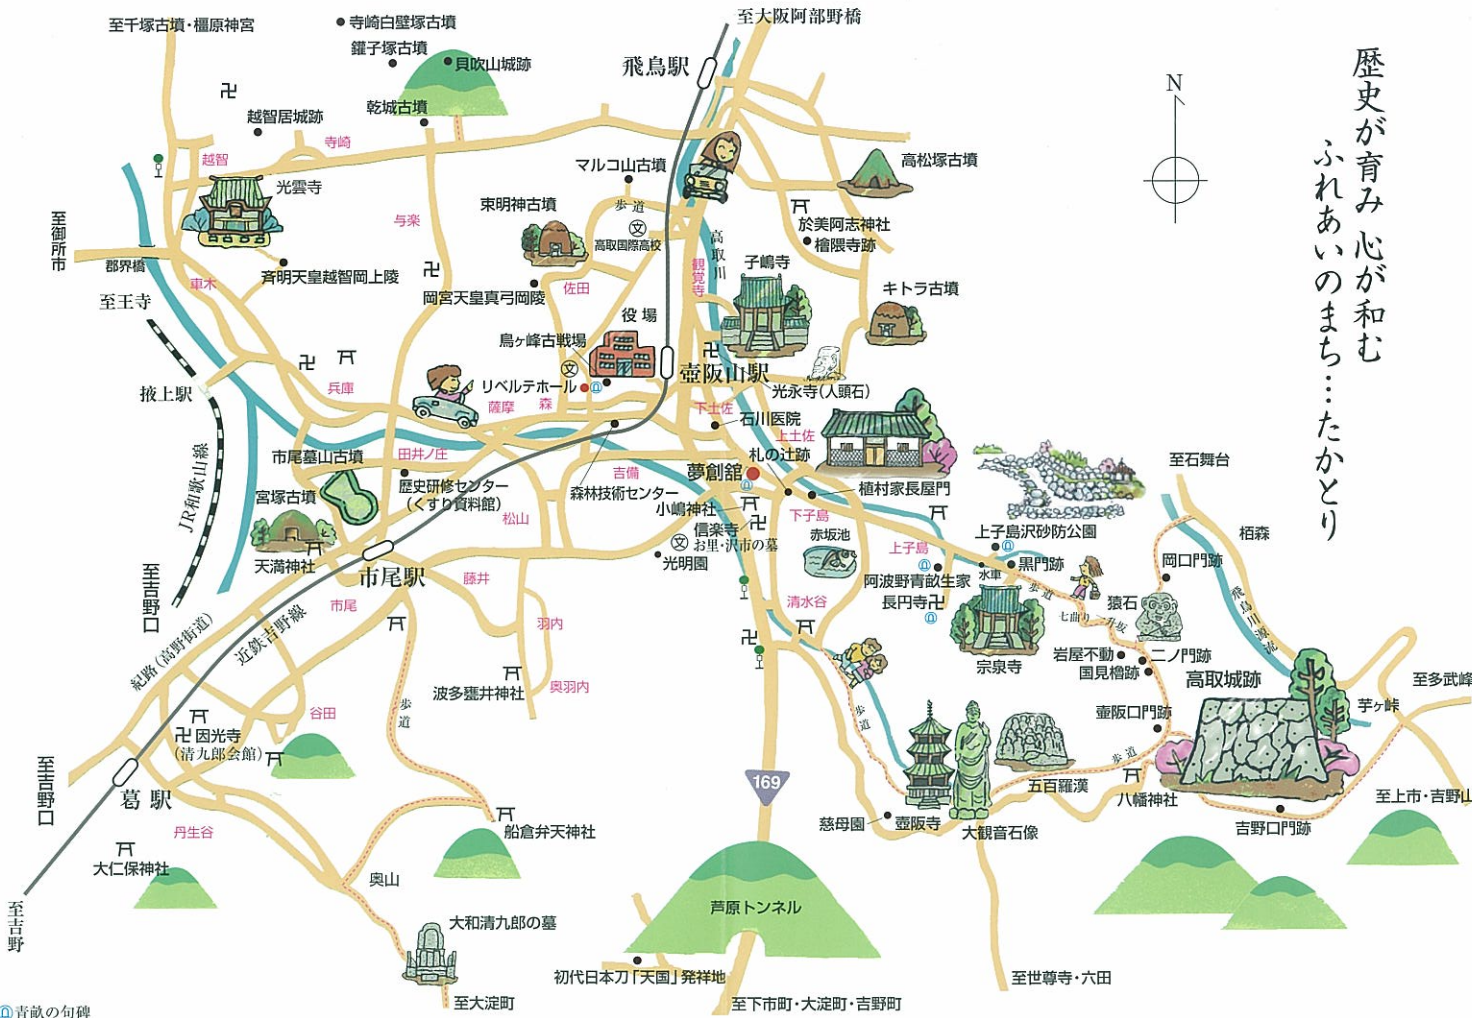 至千塚古墳・橿原神宮
寺崎白壁塚古墳
鑵子塚古墳
貝吹山城跡
至大阪阿部野橋
飛鳥駅
N
歴史が育み 心が和む
ふれあいのまち…たかとり
越智居城跡
乾城古墳
寺崎
越智
光雲寺
マルコ山古墳
高松塚古墳
至御所市
束明神古墳
歩道
文
高取国際高校
与楽
高取川
於美阿志神社
檜隈寺跡
郡界橋
斉明天皇越智岡上陵
車木
岡宮天皇真弓岡陵
佐田
観覚寺
子嶋寺
キトラ古墳
至王寺
役場
鳥ヶ峰古戦場
文
リベルテホール
壺阪山駅
光永寺(人頭石)
掖上駅
兵庫
薩摩
森
下土佐
石川医院
上土佐
札の辻跡
JR和歌山線
市尾墓山古墳
田井ノ庄
歴史研修センター
(くすり資料館)
吉備
森林技術センター
夢創舘
植村家長屋門
至石舞台
宮塚古墳
松山
小嶋神社
信楽寺
お里・沢市の墓
下子島
赤坂池
上子島沢砂防公園
栢森
天満神社
市尾駅
藤井
文
光明園
上子島
阿波野青畝生家
水車
黒門跡
岡口門跡
至吉野口
市尾
清水谷
長円寺
歩道
七曲り
一升坂
猿石
飛鳥川源流
紀路(高野街道)
近鉄吉野線
羽内
宗泉寺
岩屋不動
二ノ門跡
国見櫓跡
高取城跡
至多武峰
芋ヶ峠
波多甕井神社
奥羽内
歩道
歩道
壺阪口門跡
谷田
因光寺
(清九郎会館)
歩道
至吉野口
葛駅
169
五百羅漢
八幡神社
至上市・吉野山
吉野口門跡
丹生谷
船倉弁天神社
慈母園
壺阪寺
大観音石像
大仁保神社
奥山
至吉野
芦原トンネル
大和清九郎の墓
初代日本刀「天国」発祥地
至世尊寺・六田
至大淀町
至下市町・大淀町・吉野町
青畝の句碑